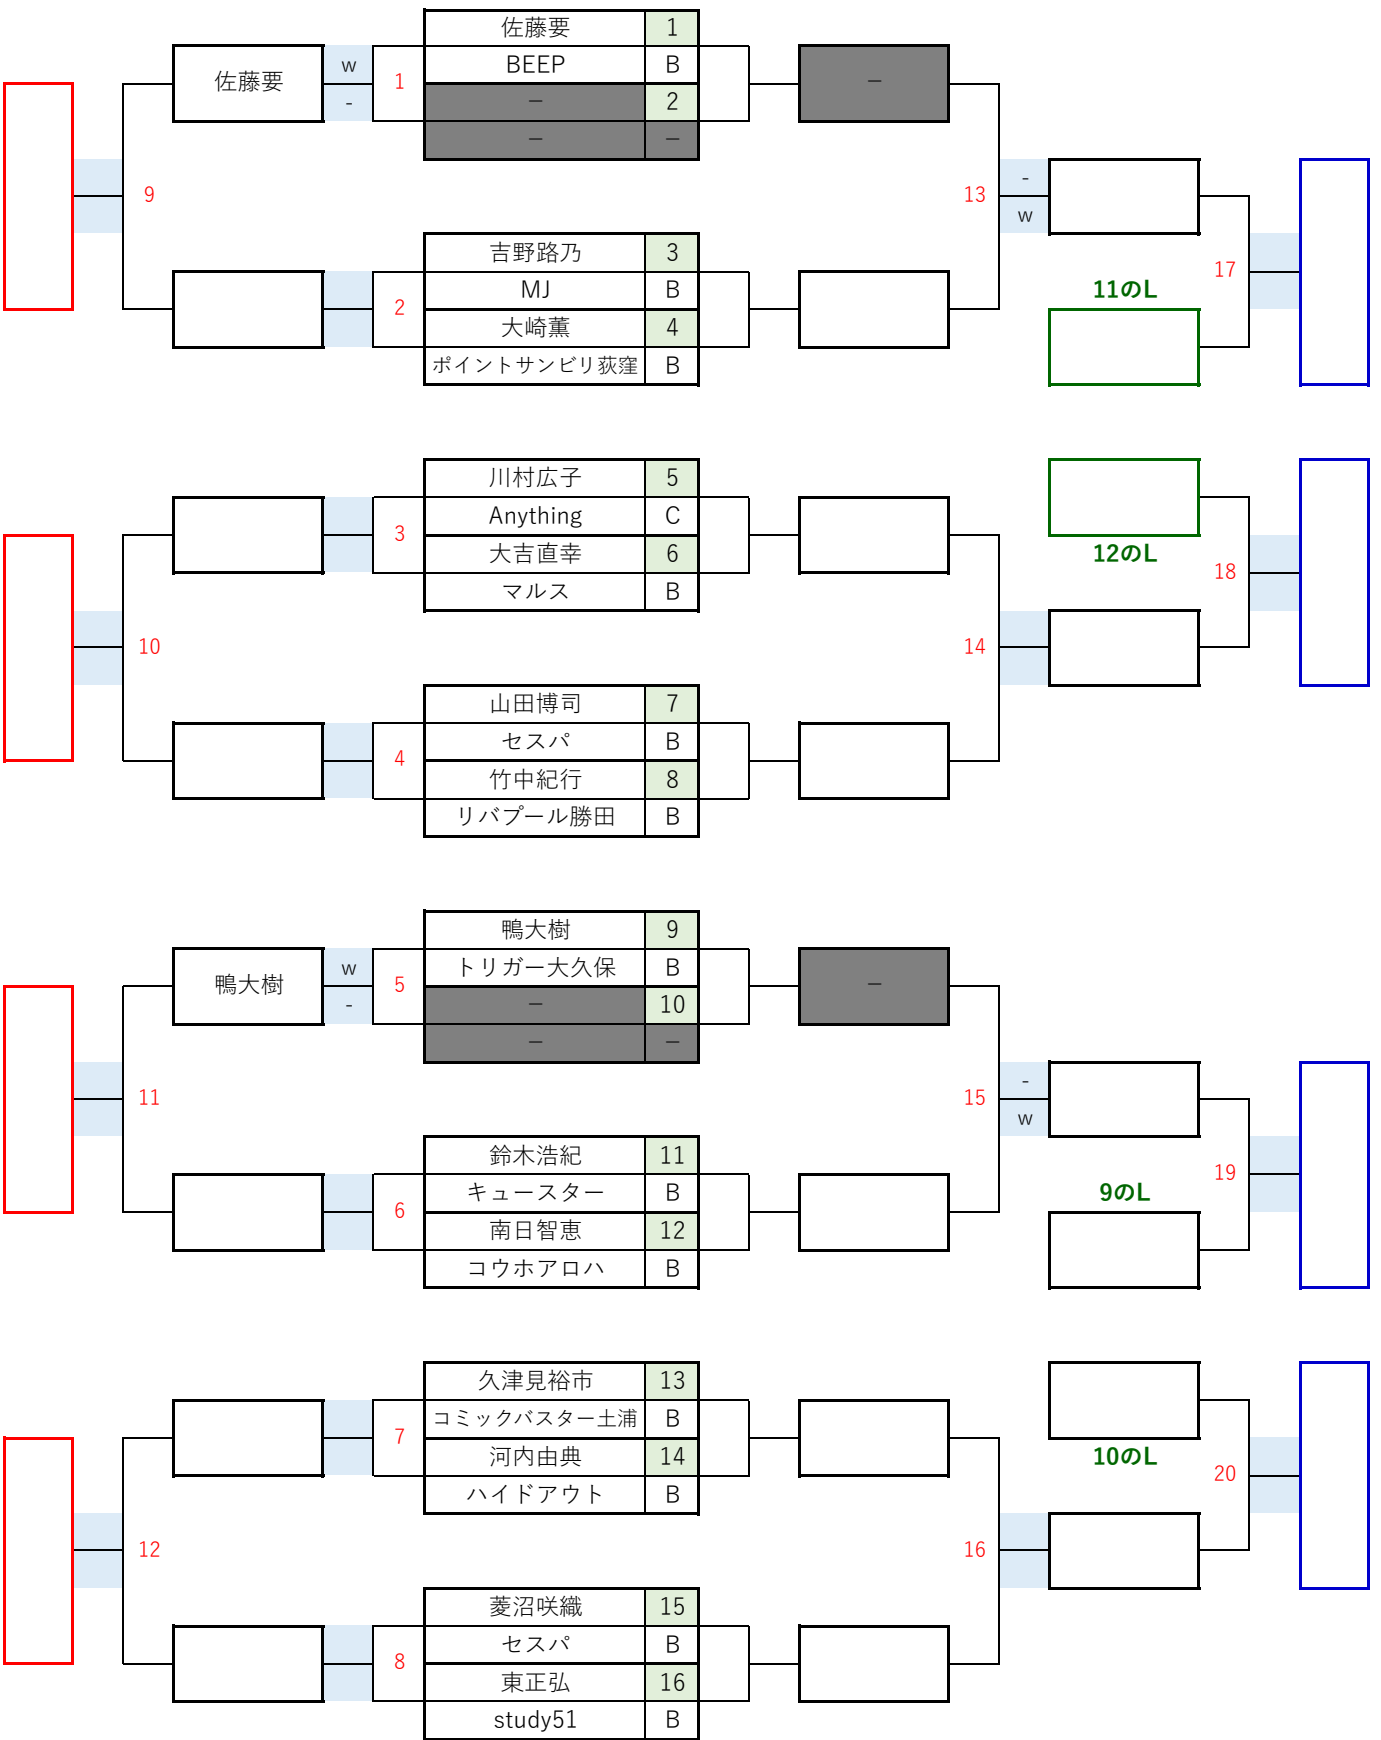 佐藤要 1
佐藤要 w 1 BEEP B －
- － 2
－ －
9 13 -
w
吉野路乃 3
2 MJ B 11のL 17
大崎薫 4
ポイントサンビリ荻窪 B
川村広子 5
3 Anything C
大吉直幸 6 12のL 18
マルス B
10 14
山田博司 7
4 セスパ B
竹中紀行 8
リバプール勝田 B
鴨大樹 9
鴨大樹 w 5 トリガー大久保 B －
- － 10
－ －
11 15 -
w
鈴木浩紀 11
6 キュースター B 9のL 19
南日智恵 12
コウホアロハ B
久津見裕市 13
7 コミックバスター土浦 B
河内由典 14 10のL 20
ハイドアウト B
12 16
菱沼咲織 15
8 セスパ B
東正弘 16
study51 B